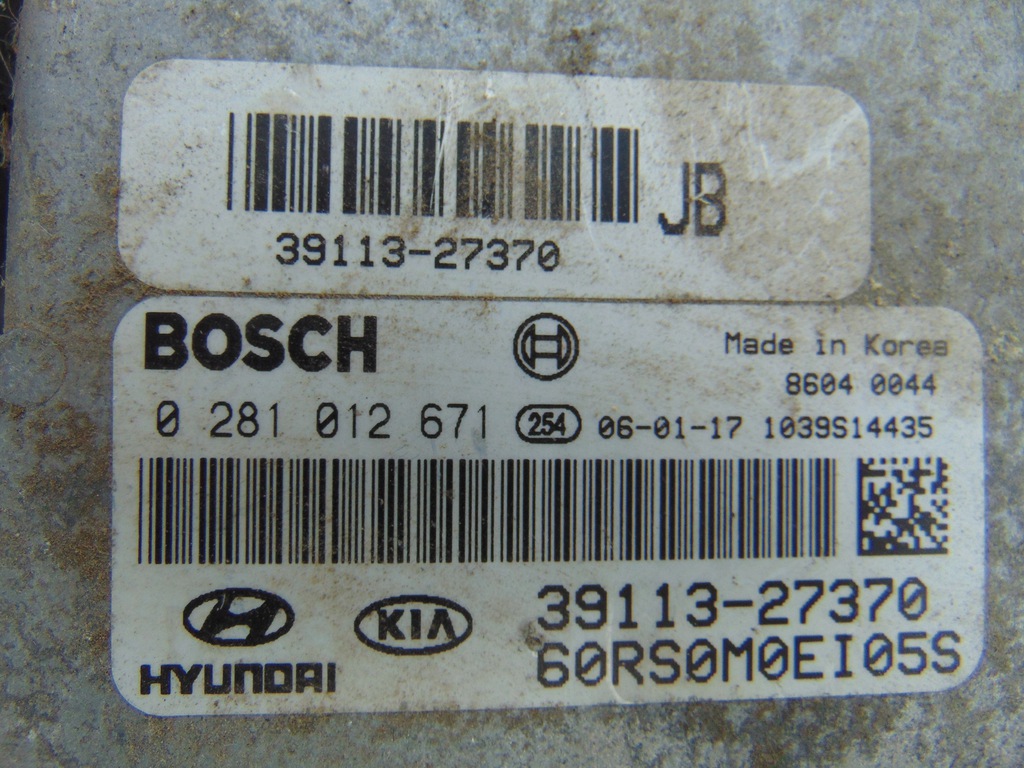 JB
39113-27370
BOSCH
Made in Korea
8604 0044
0 281 012 671 254 06-01-17 1039S14435
HYUNDAI KIA 39113-27370
60RS0M0EI05S